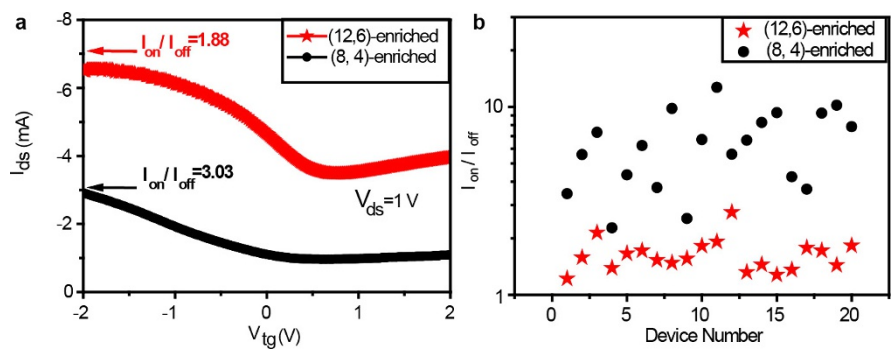 a
I_on / I_off=1.88
(12,6)-enriched
(8, 4)-enriched
I_on / I_off=3.03
V_ds=1 V
-8
-6
-4
-2
0
I_ds (mA)
-2
-1
0
1
2
V_tg(V)
b
(12,6)-enriched
(8, 4)-enriched
10
1
I_on / I_off
0
5
10
15
20
Device Number